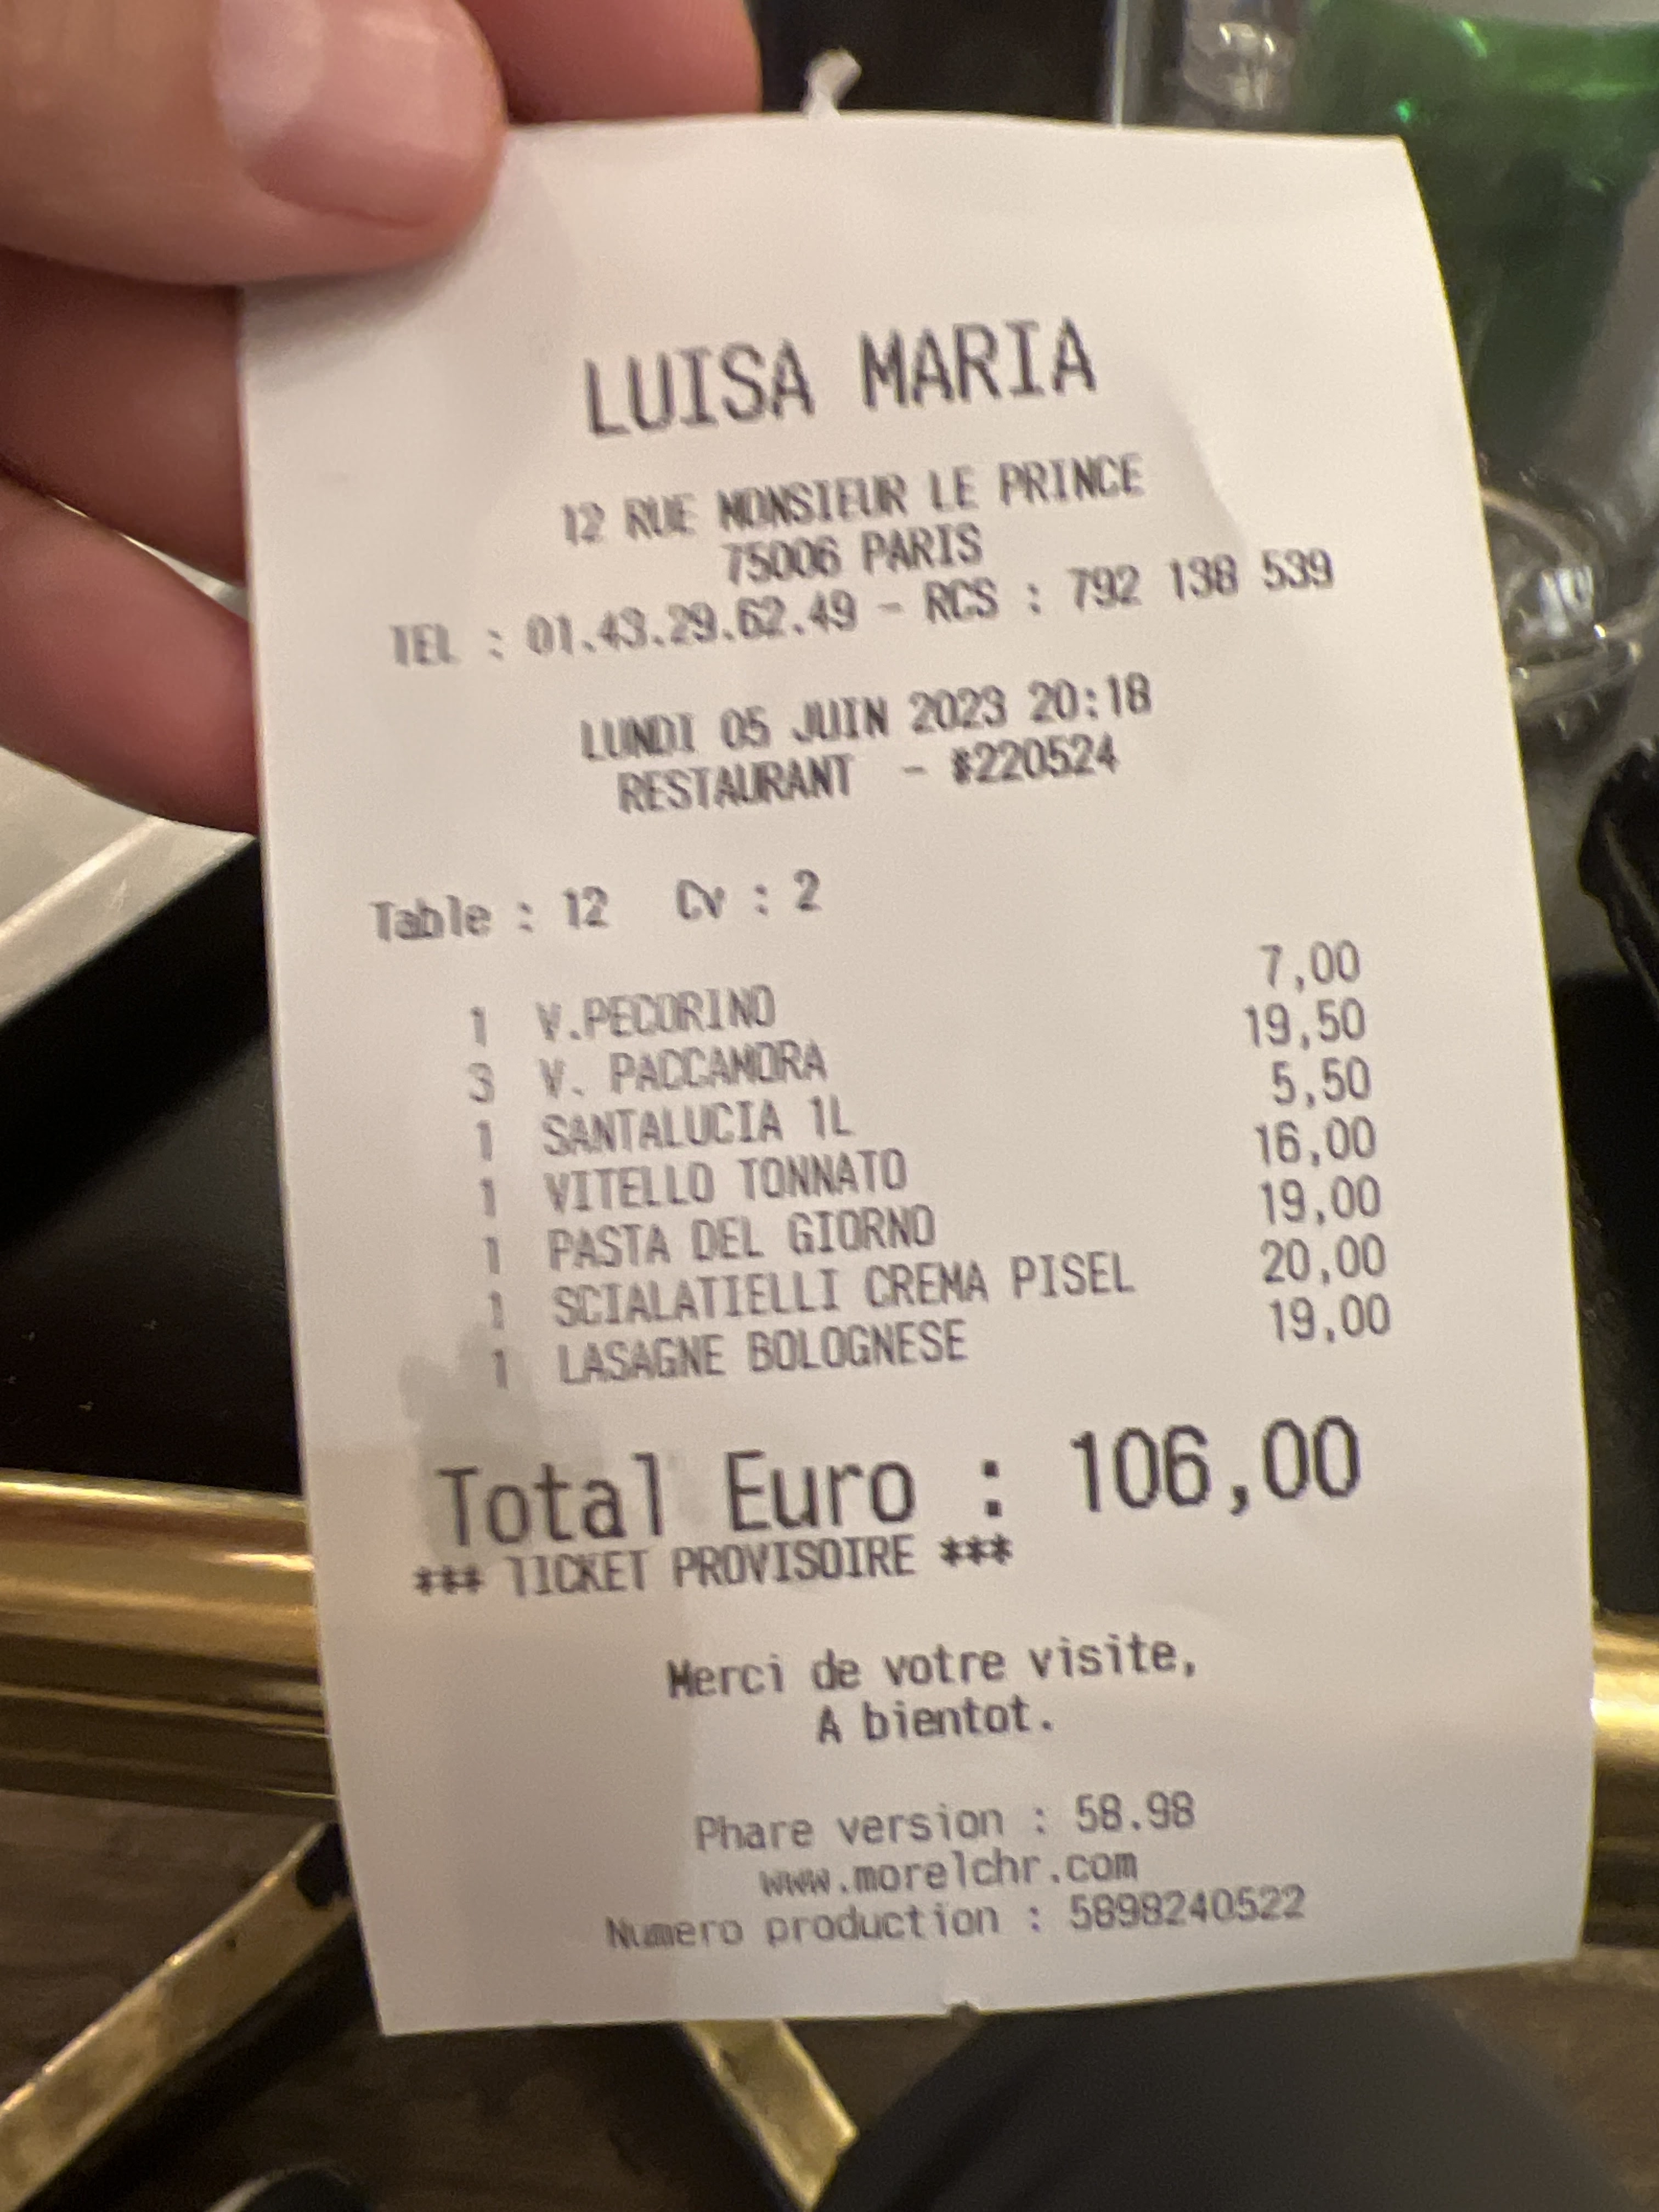 LUISA MARIA
12 RUE MONSIEUR LE PRINCE
75006 PARIS
TEL : 01.43.29.62.49 - RCS : 792 138 539
LUNDI 05 JUIN 2023 20:18
RESTAURANT - #220524
Table : 12 Cv : 2
1 V.PECORINO 7,00
3 V. PACCAMORA 19,50
1 SANTALUCIA 1L 5,50
1 VITELLO TONNATO 16,00
1 PASTA DEL GIORNO 19,00
1 SCIALATIELLI CREMA PISEL 20,00
1 LASAGNE BOLOGNESE 19,00
Total Euro : 106,00
*** TICKET PROVISOIRE ***
Merci de votre visite,
A bientot.
Phare version : 58.98
www.morelchr.com
Numero production : 5898240522